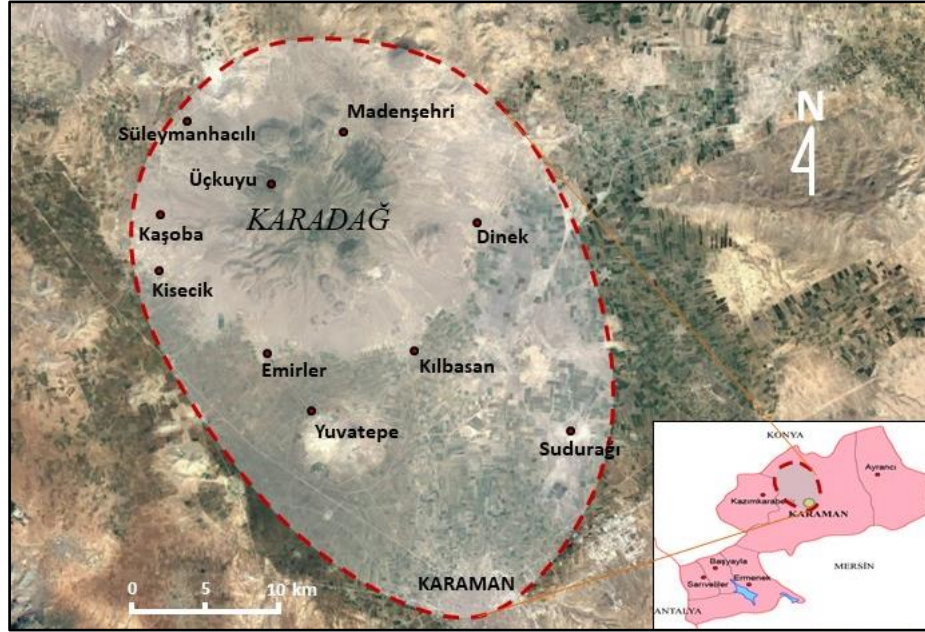 N
Madenşehri
Süleymanhacılı
Üçkuyu
KARADAĞ
Kaşoba
Dinek
Kisecik
Emirler
Kılbasan
Yuvatepe
Sudurağı
KARAMAN
0 5 10 km
KONYA
Ayrancı
Kazımkarabekir
KARAMAN
MERSİN
Başyayla
Sarıveliler
Ermenek
ANTALYA